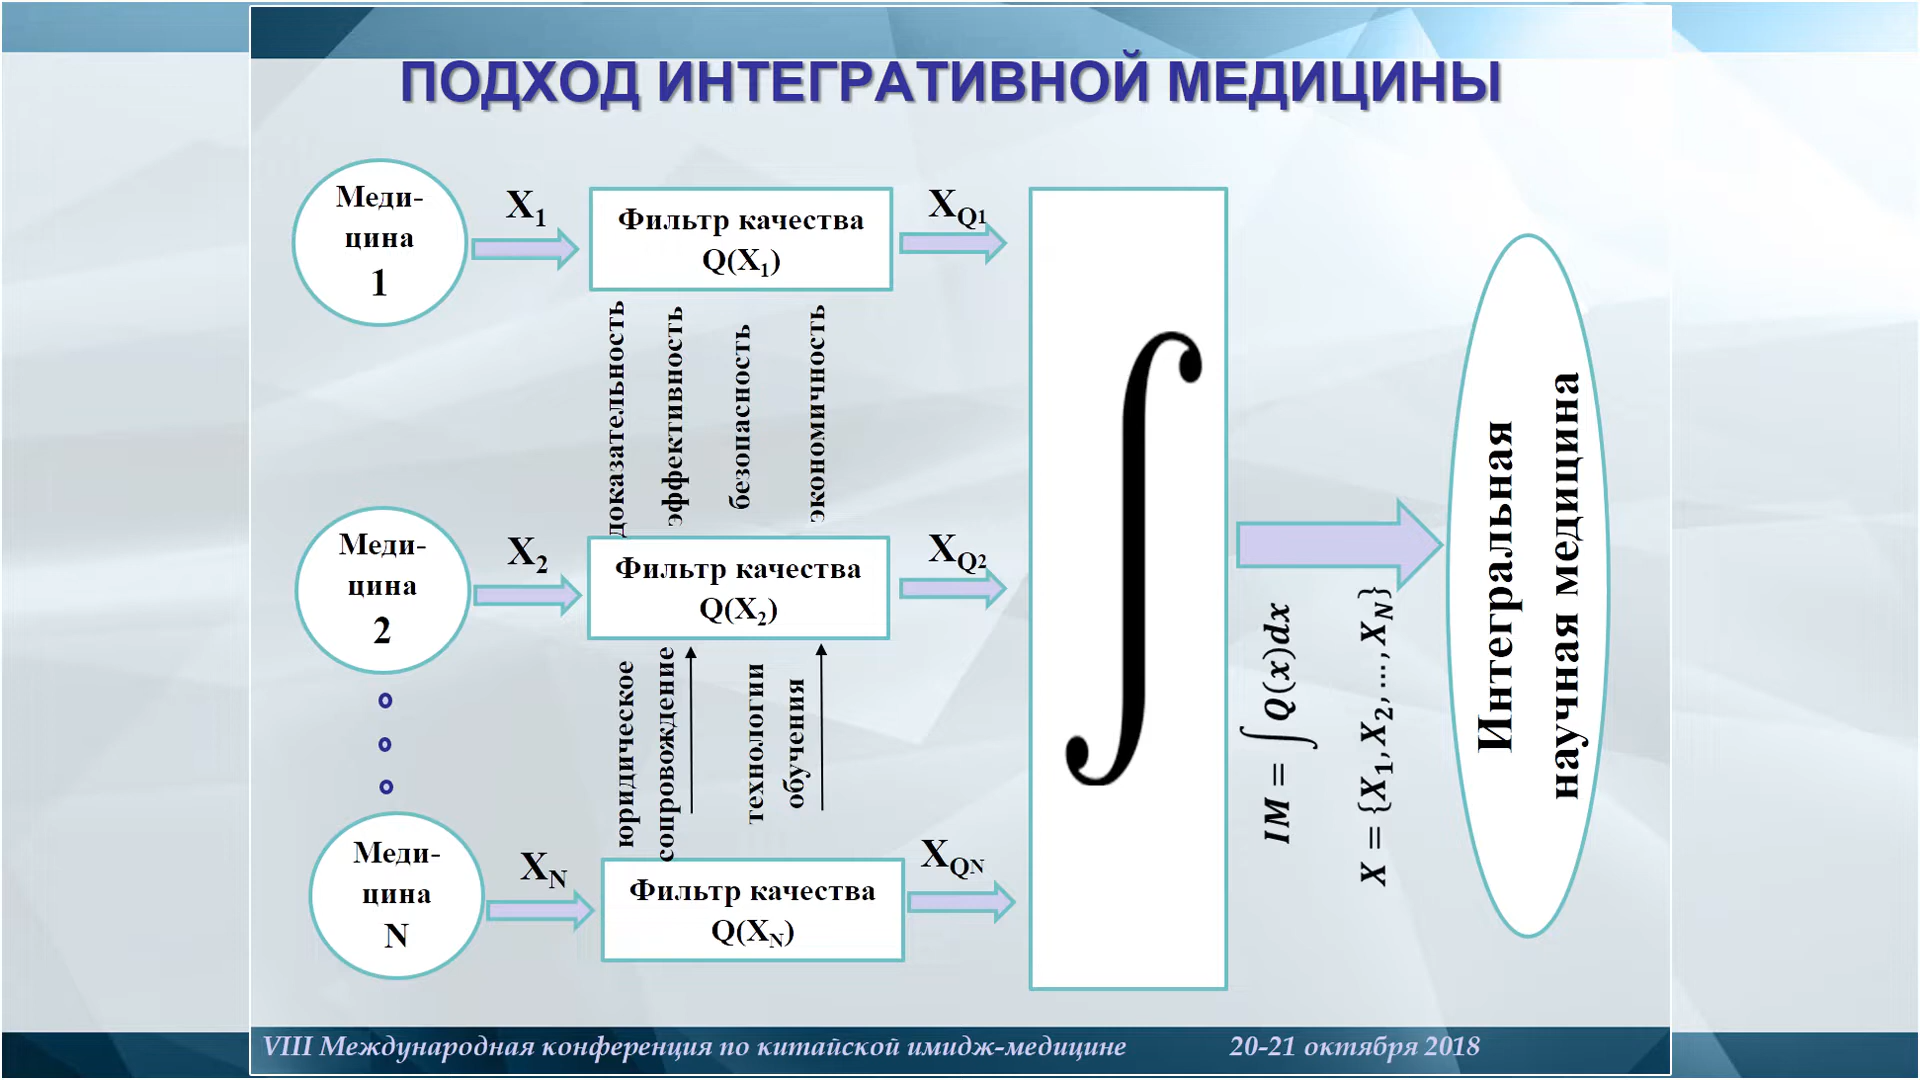 ПОДХОД ИНТЕГРАТИВНОЙ МЕДИЦИНЫ
Меди-
цина
1
X1
Фильтр качества
Q(X1)
XQ1
доказательность
эффективность
безопасность
экономичность
Меди-
цина
2
X2
Фильтр качества
Q(X2)
XQ2
юридическое
сопровождение
технологии
обучения
Меди-
цина
N
XN
Фильтр качества
Q(XN)
XQN
∫
IM = ∫ Q(x)dx
X = {X1, X2, ..., XN}
Интегральная
научная медицина
VIII Международная конференция по китайской имидж-медицине
20-21 октября 2018